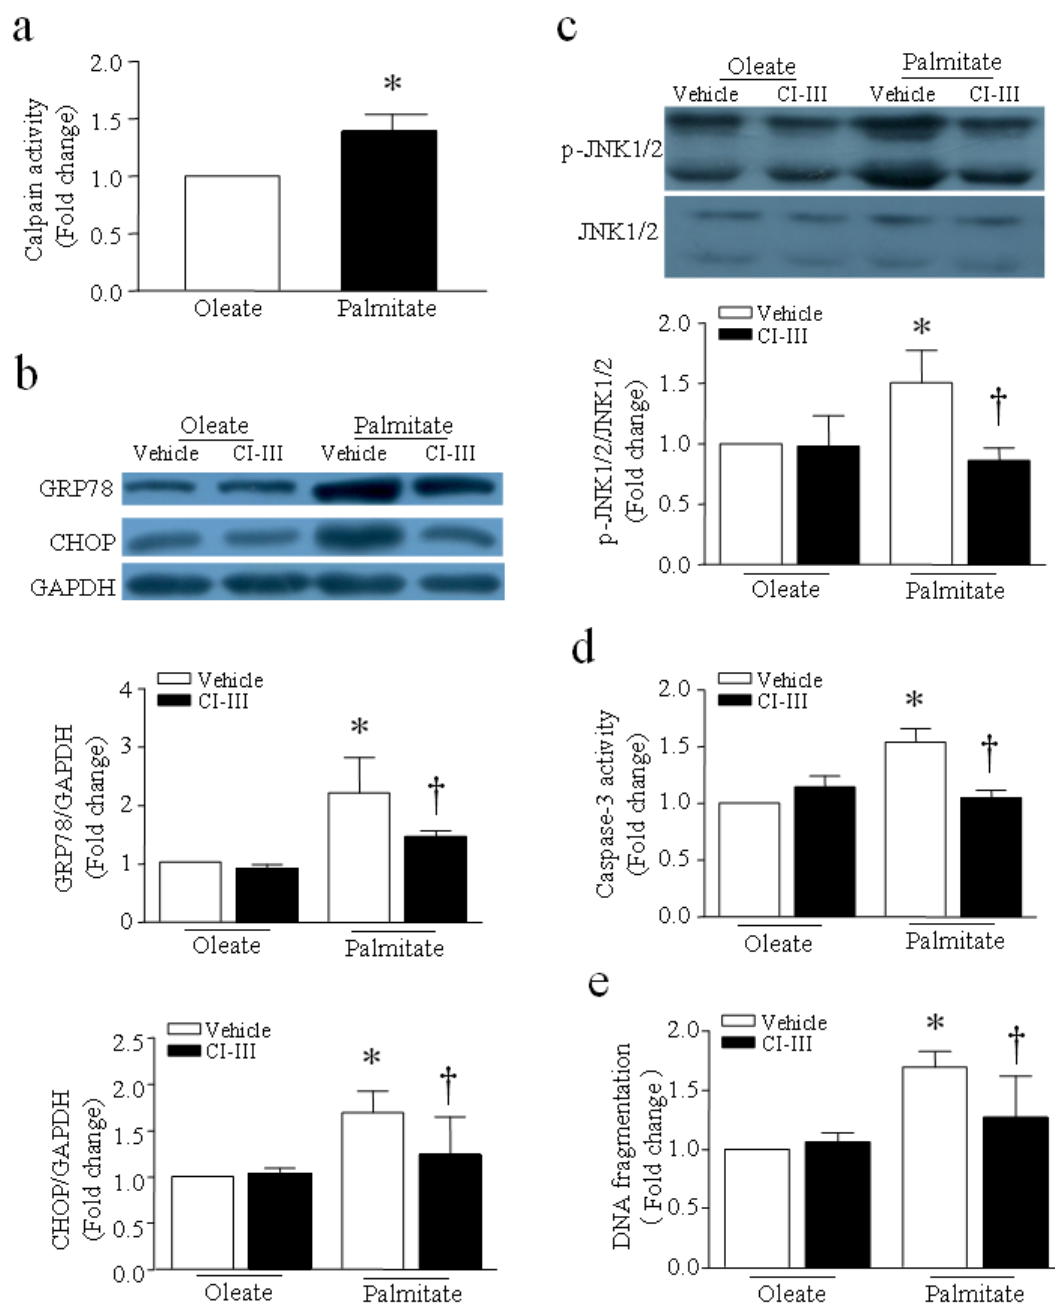 a
2.0
1.5
1.0
0.5
0.0
Calpain activity
(Fold change)
*
Oleate Palmitate
b
Oleate Palmitate
Vehicle CI-III Vehicle CI-III
GRP78
CHOP
GAPDH
Vehicle
CI-III
4
3
2
1
0
GRP78/GAPDH
(Fold change)
* †
Oleate Palmitate
Vehicle
CI-III
2.5
2.0
1.5
1.0
0.5
0.0
CHOP/GAPDH
(Fold change)
* †
Oleate Palmitate
c
Oleate Palmitate
Vehicle CI-III Vehicle CI-III
p-JNK1/2
JNK1/2
Vehicle
CI-III
2.0
1.5
1.0
0.5
0.0
p-JNK1/2/JNK1/2
(Fold change)
* †
Oleate Palmitate
d
Vehicle
CI-III
2.0
1.5
1.0
0.5
0.0
Caspase-3 activity
(Fold change)
* †
Oleate Palmitate
e
Vehicle
CI-III
2.0
1.5
1.0
0.5
0.0
DNA fragmentation
( Fold change )
* †
Oleate Palmitate